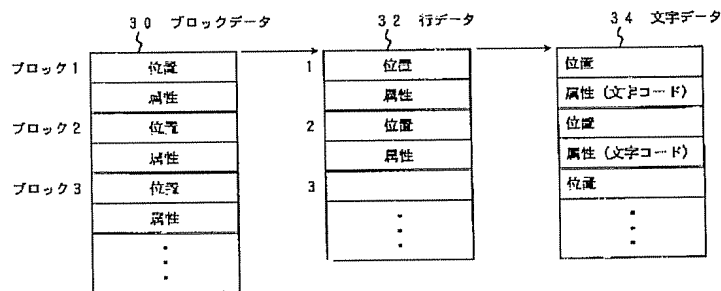 30 ブロックデータ
32 行データ
34 文字データ
ブロック1
位置
属性
ブロック2
位置
属性
ブロック3
位置
属性
1
位置
属性
2
位置
属性
3
位置
属性(文字コード)
位置
属性(文字コード)
位置